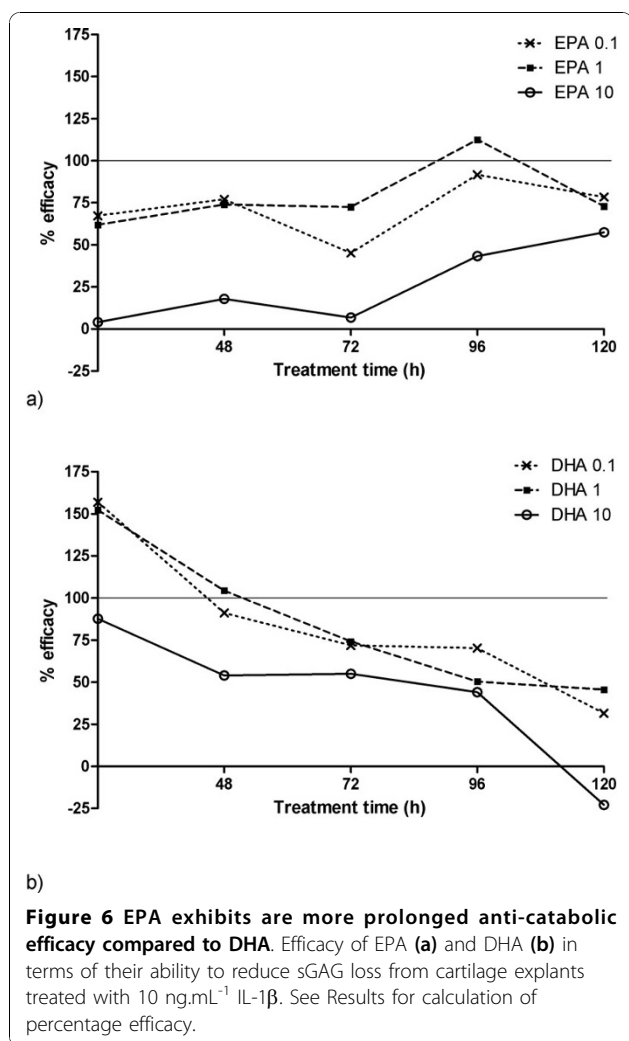 a)
175
150
125
100
75
50
25
0
-25
% efficacy
48
72
96
120
Treatment time (h)
EPA 0.1
EPA 1
EPA 10
b)
175
150
125
100
75
50
25
0
-25
% efficacy
48
72
96
120
Treatment time (h)
DHA 0.1
DHA 1
DHA 10
Figure 6 EPA exhibits are more prolonged anti-catabolic
efficacy compared to DHA. Efficacy of EPA (a) and DHA (b) in
terms of their ability to reduce sGAG loss from cartilage explants
treated with 10 ng.mL⁻¹ IL-1β. See Results for calculation of
percentage efficacy.